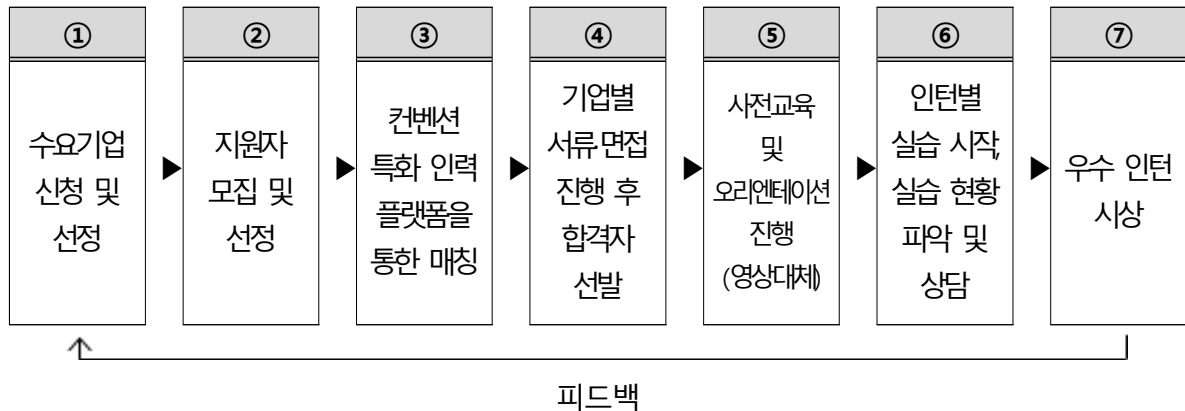 ①
수요기업
신청 및
선정
②
지원자
모집 및
선정
③
컨벤션
특화 인력
플랫폼을
통한 매칭
④
기업별
서류·면접
진행 후
합격자
선발
⑤
사전교육
및
오리엔테이션
진행
(영상대체)
⑥
인턴별
실습 시작,
실습 현황
파악 및
상담
⑦
우수 인턴
시상
피드백